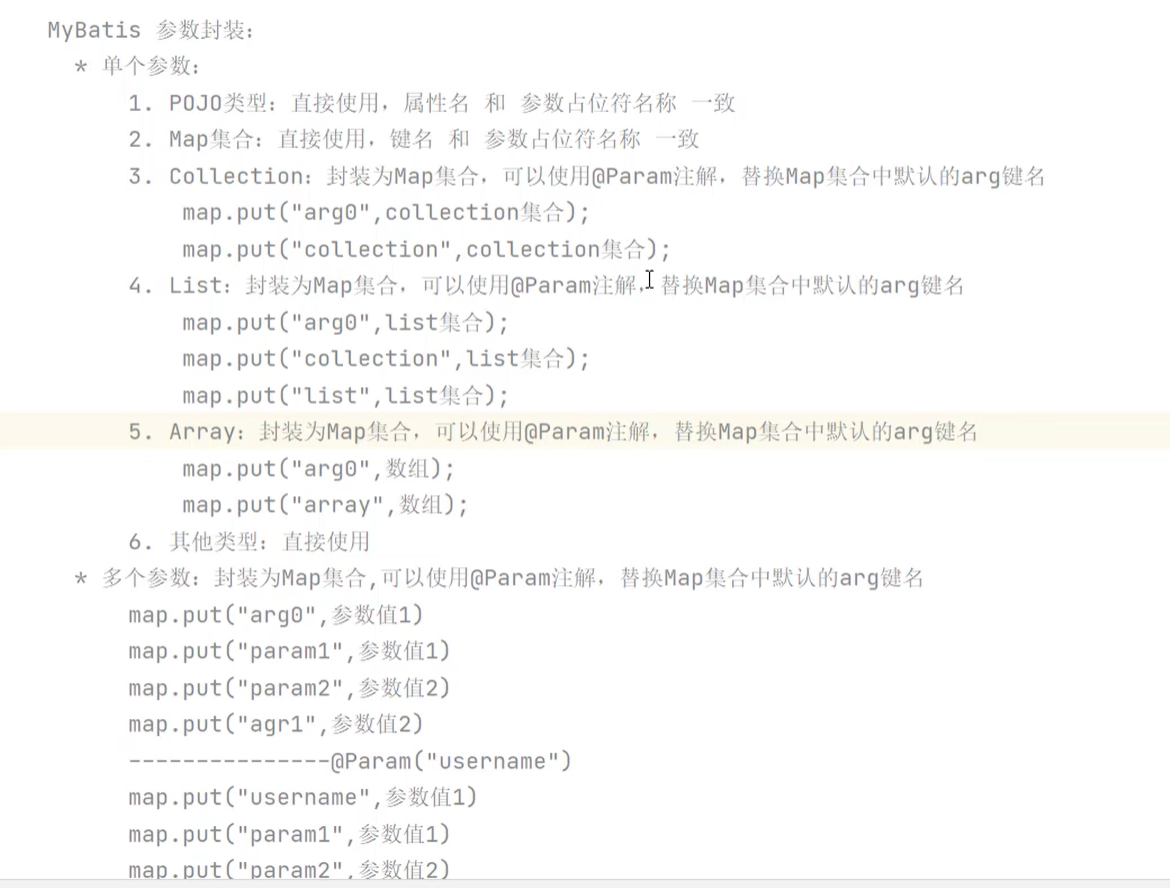 MyBatis 参数封装:
* 单个参数:
1. POJO类型: 直接使用, 属性名 和 参数占位符名称 一致
2. Map集合: 直接使用, 键名 和 参数占位符名称 一致
3. Collection: 封装为Map集合, 可以使用@Param注解, 替换Map集合中默认的arg键名
map.put("arg0",collection集合);
map.put("collection",collection集合);
4. List: 封装为Map集合, 可以使用@Param注解, 替换Map集合中默认的arg键名
map.put("arg0",list集合);
map.put("collection",list集合);
map.put("list",list集合);
5. Array: 封装为Map集合, 可以使用@Param注解, 替换Map集合中默认的arg键名
map.put("arg0",数组);
map.put("array",数组);
6. 其他类型: 直接使用
* 多个参数: 封装为Map集合,可以使用@Param注解, 替换Map集合中默认的arg键名
map.put("arg0",参数值1)
map.put("param1",参数值1)
map.put("param2",参数值2)
map.put("agr1",参数值2)
---------------@Param("username")
map.put("username",参数值1)
map.put("param1",参数值1)
map.put("param2",参数值2)